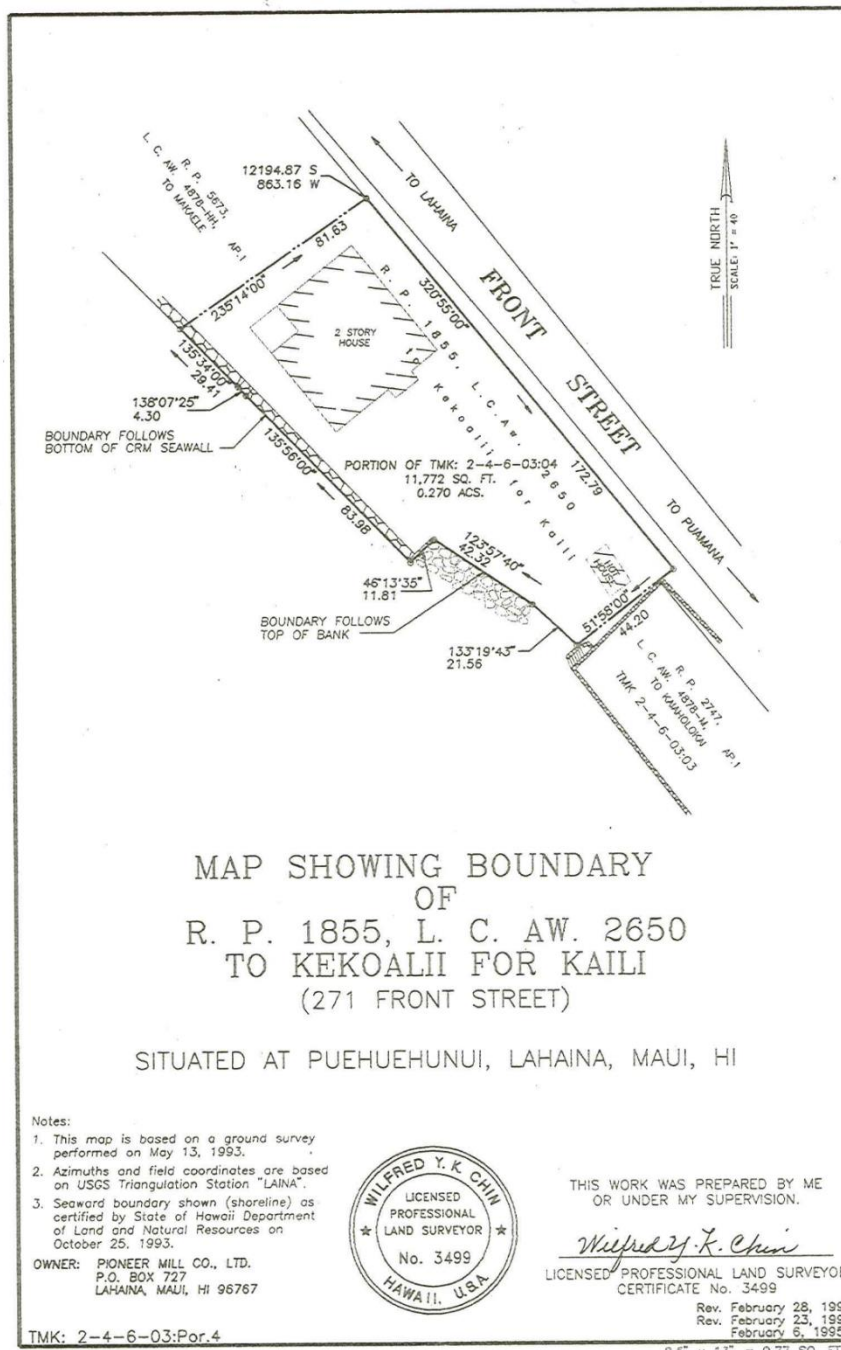 12194.87 S
863.16 W
R. P. 5673,
L. C. AW. 4878-HH, AP.1
TO MAKAELE
TO LAHAINA
TRUE NORTH
SCALE: 1" = 40
FRONT STREET
81.63
235°14'00"
320°55'00"
172.79
2 STORY
HOUSE
R. P. 1855, L. C. Aw. 2650
to Kekoalii for Kaili
135°34'00"
29.41
138°07'25"
4.30
BOUNDARY FOLLOWS
BOTTOM OF CRM SEAWALL
135°56'00"
83.98
PORTION OF TMK: 2-4-6-03:04
11,772 SQ. FT.
0.270 ACS.
TO PUAMANA
123°57'40"
42.32
46°13'35"
11.81
BOUNDARY FOLLOWS
TOP OF BANK
HOUSE
51°58'00"
44.20
133°19'43"
21.56
R. P. 2747,
L. C. AW. 4878-M, AP.1
TO KAIAHOLOKAI
TMK 2-4-6-03:03
MAP SHOWING BOUNDARY
OF
R. P. 1855, L. C. AW. 2650
TO KEKOALII FOR KAILI
(271 FRONT STREET)
SITUATED AT PUEHUEHUNUI, LAHAINA, MAUI, HI
Notes:
1. This map is based on a ground survey
performed on May 13, 1993.
2. Azimuths and field coordinates are based
on USGS Triangulation Station "LAINA".
3. Seaward boundary shown (shoreline) as
certified by State of Hawaii Department
of Land and Natural Resources on
October 25, 1993.
OWNER: PIONEER MILL CO., LTD.
P.O. BOX 727
LAHAINA, MAUI, HI 96767
WILFRED Y. K. CHIN
LICENSED
PROFESSIONAL
LAND SURVEYOR
No. 3499
HAWAII, U.S.A
THIS WORK WAS PREPARED BY ME
OR UNDER MY SUPERVISION.
Wilfred Y. K. Chin
LICENSED PROFESSIONAL LAND SURVEYOR
CERTIFICATE No. 3499
Rev. February 28, 199
Rev. February 23, 199
February 6, 1995
TMK: 2-4-6-03:Por.4